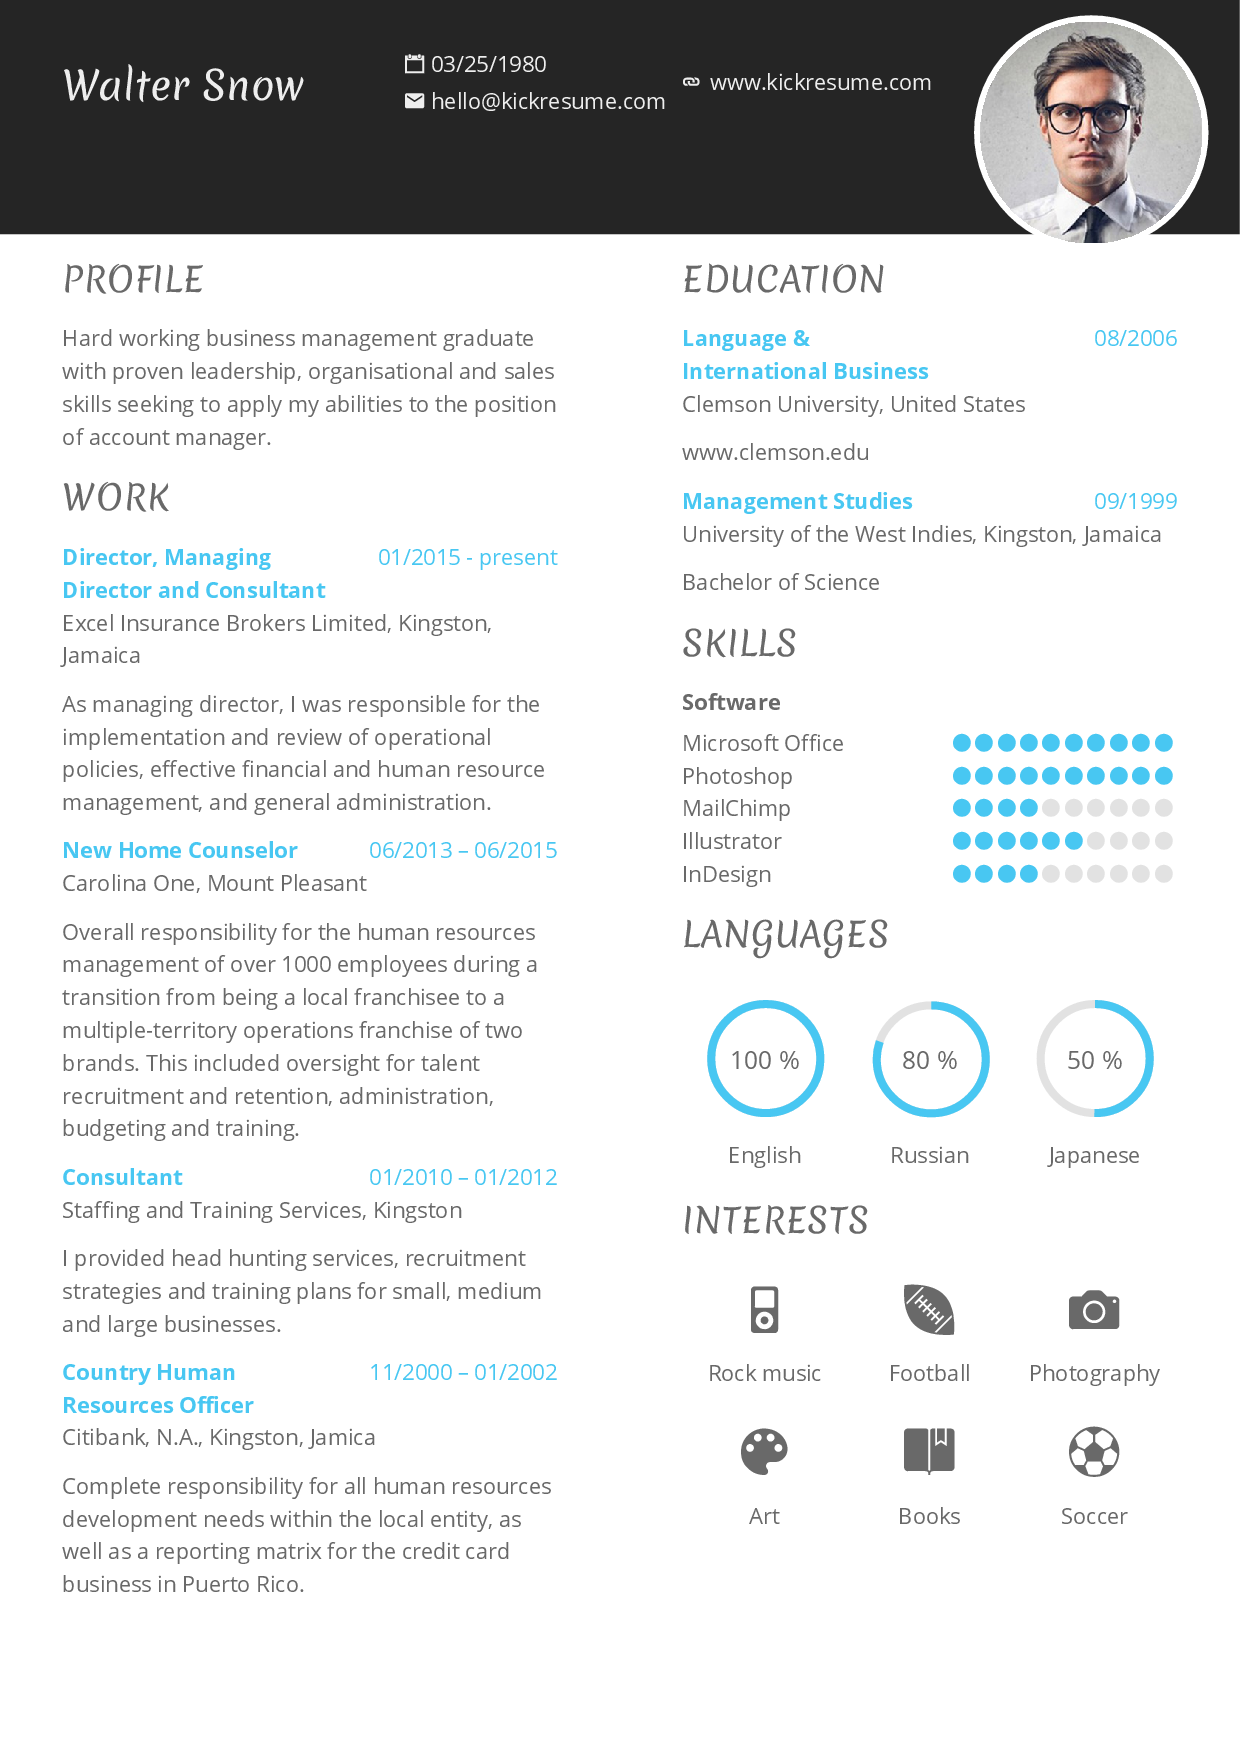 Walter Snow
03/25/1980
hello@kickresume.com
www.kickresume.com
PROFILE
Hard working business management graduate
with proven leadership, organisational and sales
skills seeking to apply my abilities to the position
of account manager.
WORK
Director, Managing 01/2015 - present
Director and Consultant
Excel Insurance Brokers Limited, Kingston,
Jamaica
As managing director, I was responsible for the
implementation and review of operational
policies, effective financial and human resource
management, and general administration.
New Home Counselor 06/2013 – 06/2015
Carolina One, Mount Pleasant
Overall responsibility for the human resources
management of over 1000 employees during a
transition from being a local franchisee to a
multiple-territory operations franchise of two
brands. This included oversight for talent
recruitment and retention, administration,
budgeting and training.
Consultant 01/2010 – 01/2012
Staffing and Training Services, Kingston
I provided head hunting services, recruitment
strategies and training plans for small, medium
and large businesses.
Country Human 11/2000 – 01/2002
Resources Officer
Citibank, N.A., Kingston, Jamica
Complete responsibility for all human resources
development needs within the local entity, as
well as a reporting matrix for the credit card
business in Puerto Rico.
EDUCATION
Language & 08/2006
International Business
Clemson University, United States
www.clemson.edu
Management Studies 09/1999
University of the West Indies, Kingston, Jamaica
Bachelor of Science
SKILLS
Software
Microsoft Office
Photoshop
MailChimp
Illustrator
InDesign
LANGUAGES
100 % 80 % 50 %
English Russian Japanese
INTERESTS
Rock music Football Photography
Art Books Soccer